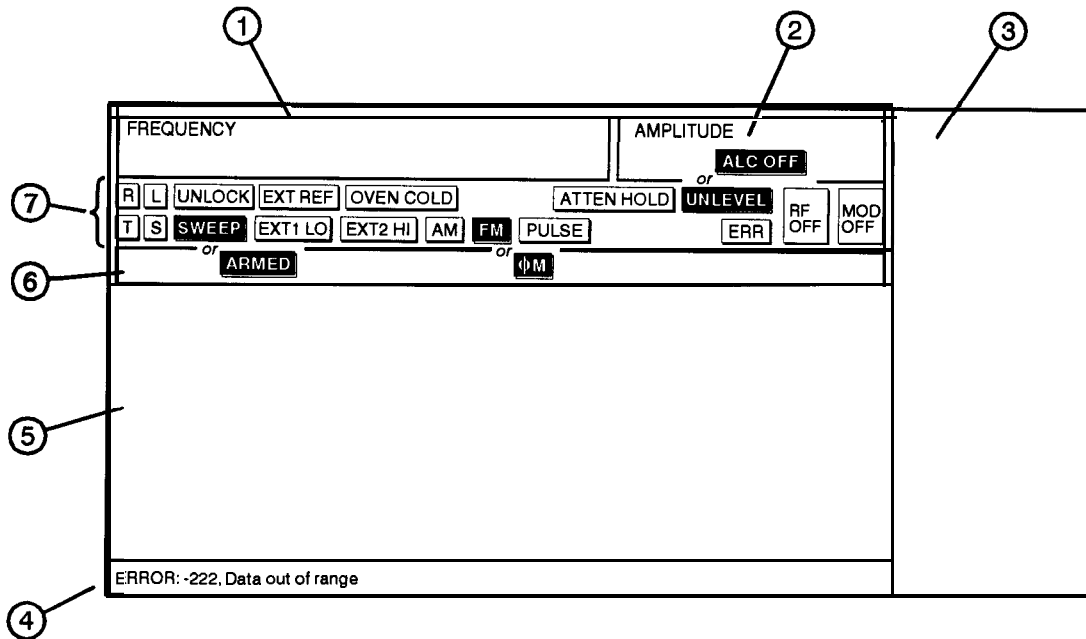 1 2 3
FREQUENCY AMPLITUDE
ALC OFF
or
7 R L UNLOCK EXT REF OVEN COLD ATTEN HOLD UNLEVEL RF OFF MOD OFF
T S SWEEP EXT1 LO EXT2 HI AM FM PULSE ERR
or or
6 ARMED ΦM
5
ERROR: -222, Data out of range
4